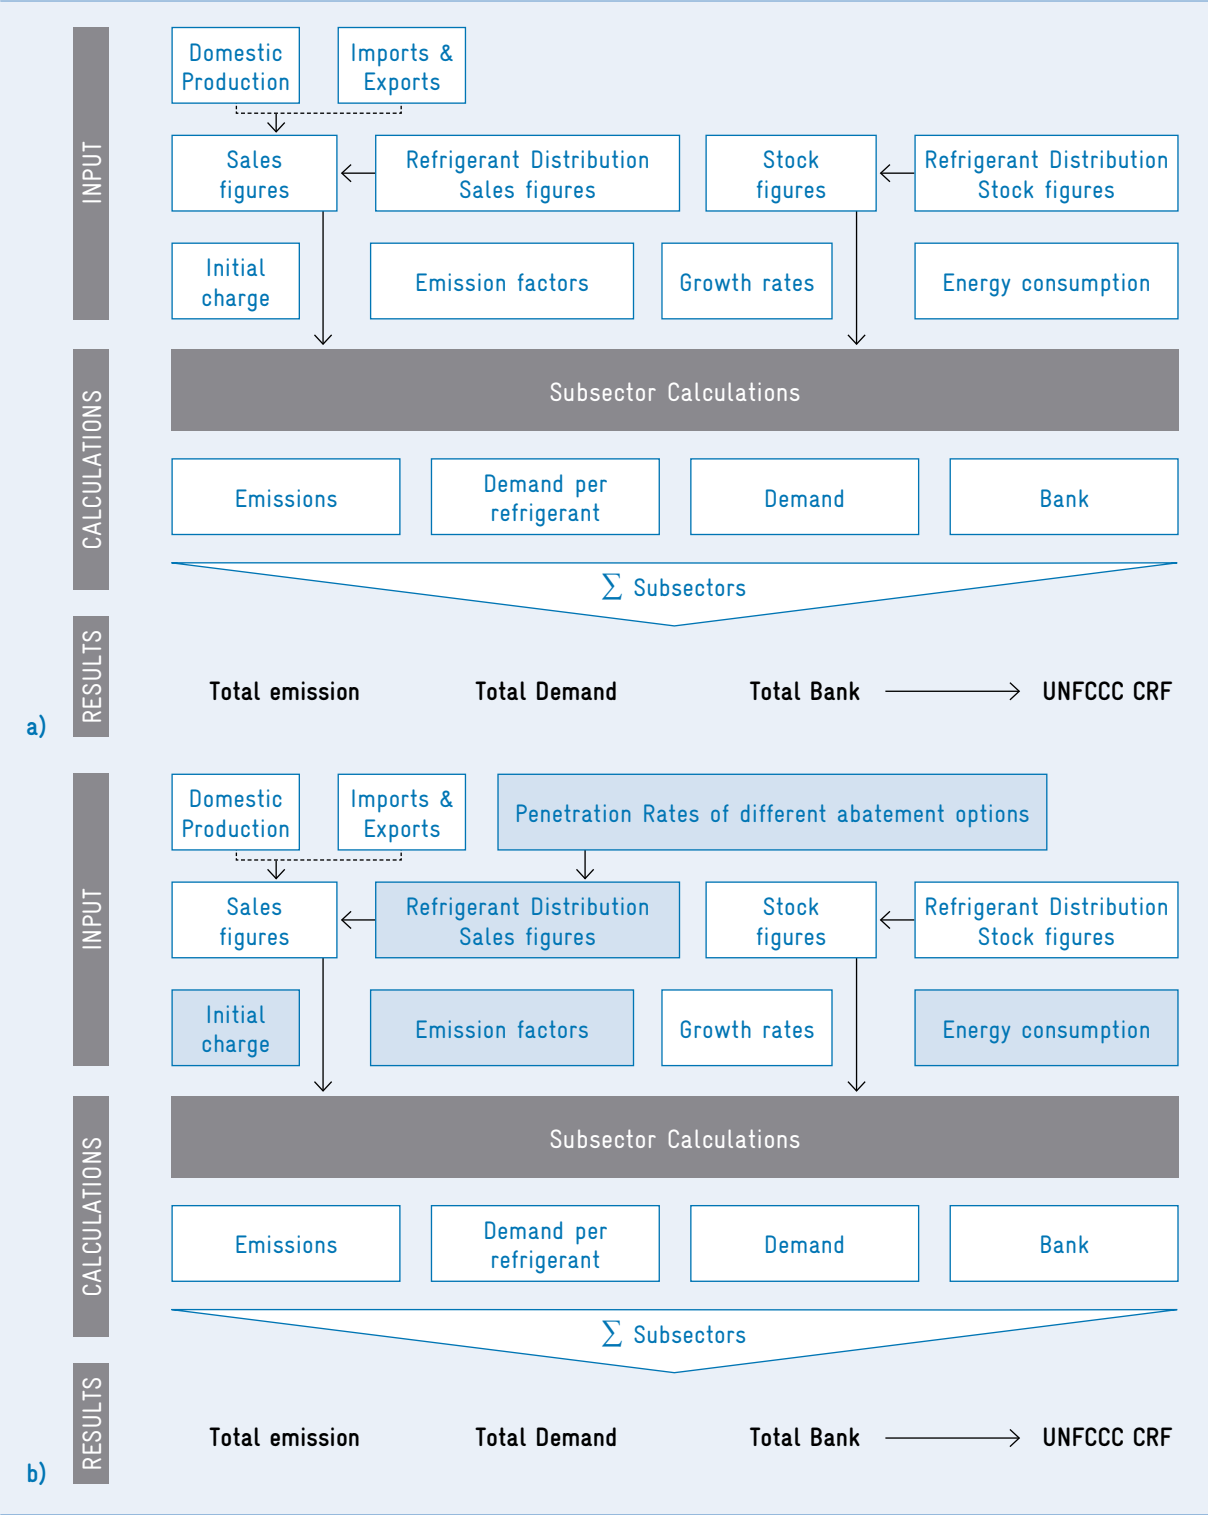 INPUT
Domestic
Production
Imports &
Exports
Sales
figures
Refrigerant Distribution
Sales figures
Stock
figures
Refrigerant Distribution
Stock figures
Initial
charge
Emission factors
Growth rates
Energy consumption
CALCULATIONS
Subsector Calculations
Emissions
Demand per
refrigerant
Demand
Bank
∑ Subsectors
RESULTS
Total emission
Total Demand
Total Bank
UNFCCC CRF
a)
INPUT
Domestic
Production
Imports &
Exports
Penetration Rates of different abatement options
Sales
figures
Refrigerant Distribution
Sales figures
Stock
figures
Refrigerant Distribution
Stock figures
Initial
charge
Emission factors
Growth rates
Energy consumption
CALCULATIONS
Subsector Calculations
Emissions
Demand per
refrigerant
Demand
Bank
∑ Subsectors
RESULTS
Total emission
Total Demand
Total Bank
UNFCCC CRF
b)